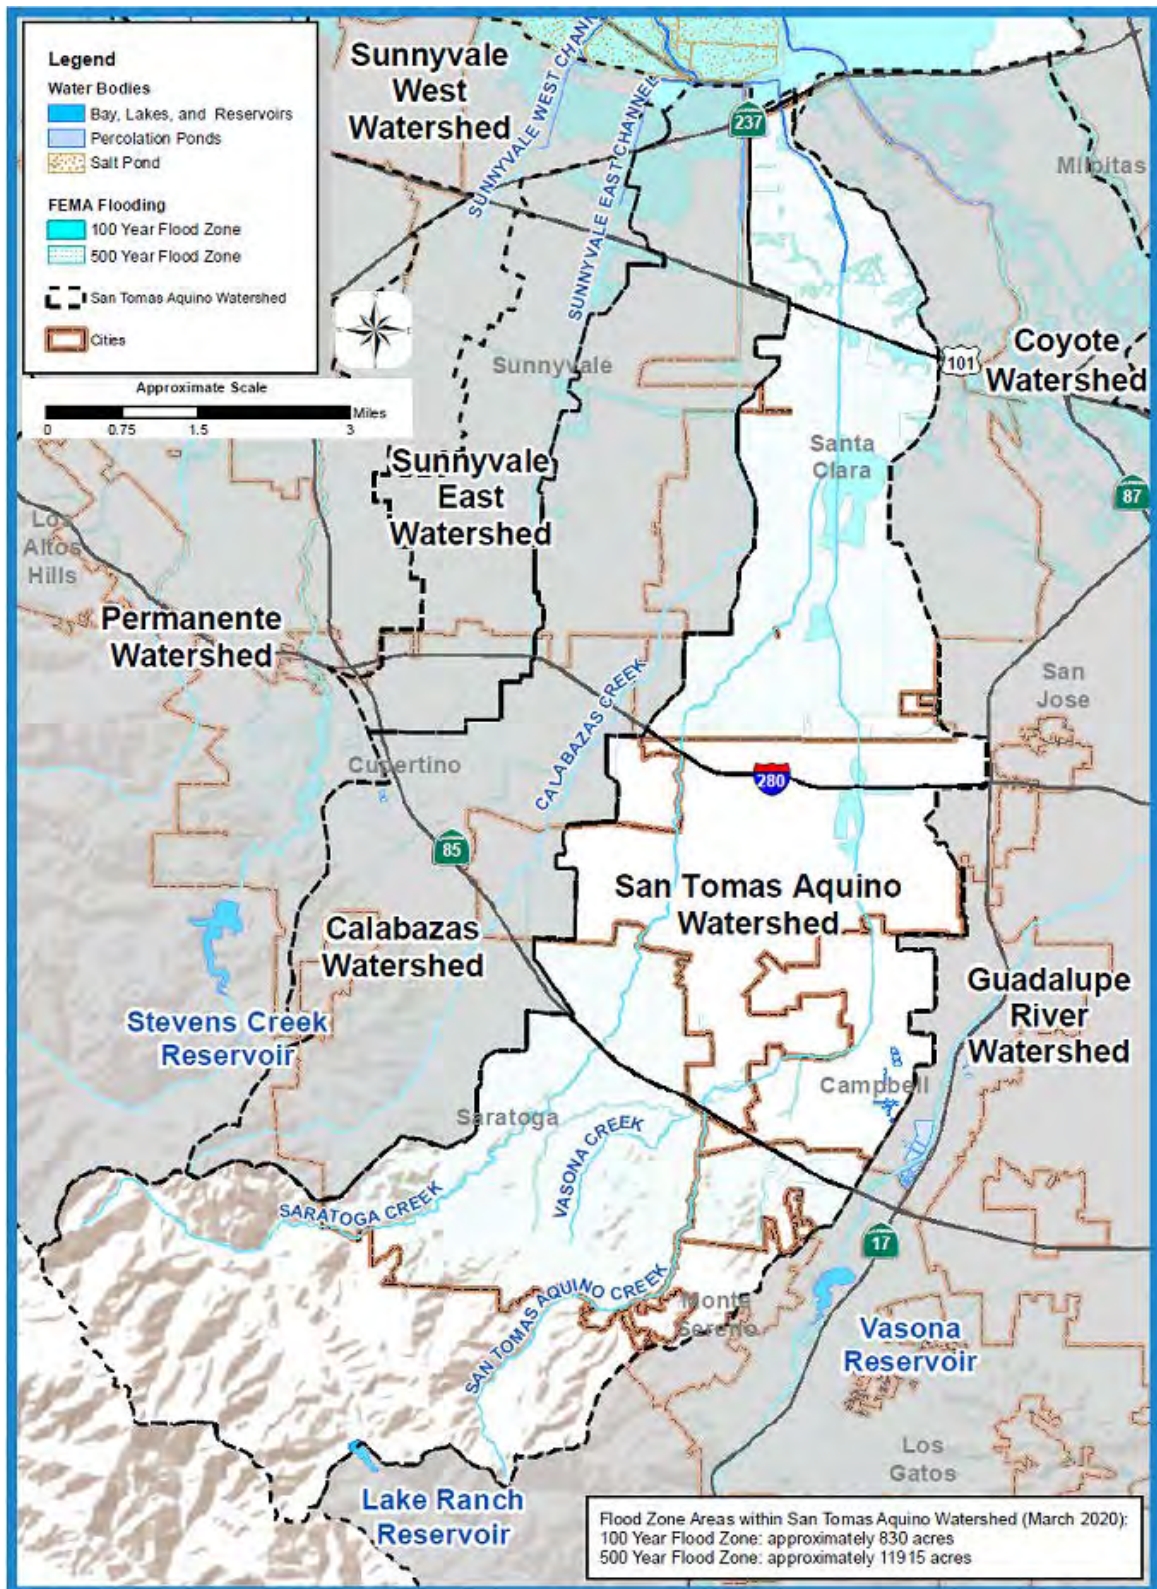 Legend
Water Bodies
Bay, Lakes, and Reservoirs
Percolation Ponds
Salt Pond
FEMA Flooding
100 Year Flood Zone
500 Year Flood Zone
San Tomas Aquino Watershed
Cities
Approximate Scale
Miles
0 0.75 1.5 3
Sunnyvale
West
Watershed
SUNNYVALE WEST CHANN
SUNNYVALE EAST CHANNEL
237
Milpitas
Sunnyvale
101
Coyote
Watershed
Santa
Clara
87
Sunnyvale
East
Watershed
Los
Altos
Hills
Permanente
Watershed
San
Jose
CALABAZAS CREEK
Cupertino
280
85
San Tomas Aquino
Watershed
Calabazas
Watershed
Guadalupe
River
Watershed
Stevens Creek
Reservoir
Campbell
Saratoga
VASONA CREEK
SARATOGA CREEK
17
SAN TOMAS AQUINO CREEK
Monte
Sereno
Vasona
Reservoir
Los
Gatos
Lake Ranch
Reservoir
Flood Zone Areas within San Tomas Aquino Watershed (March 2020):
100 Year Flood Zone: approximately 830 acres
500 Year Flood Zone: approximately 11915 acres